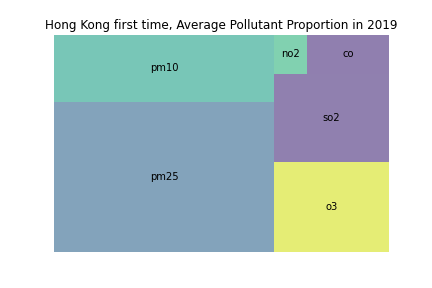 Hong Kong first time, Average Pollutant Proportion in 2019
pm10
no2
co
so2
pm25
o3